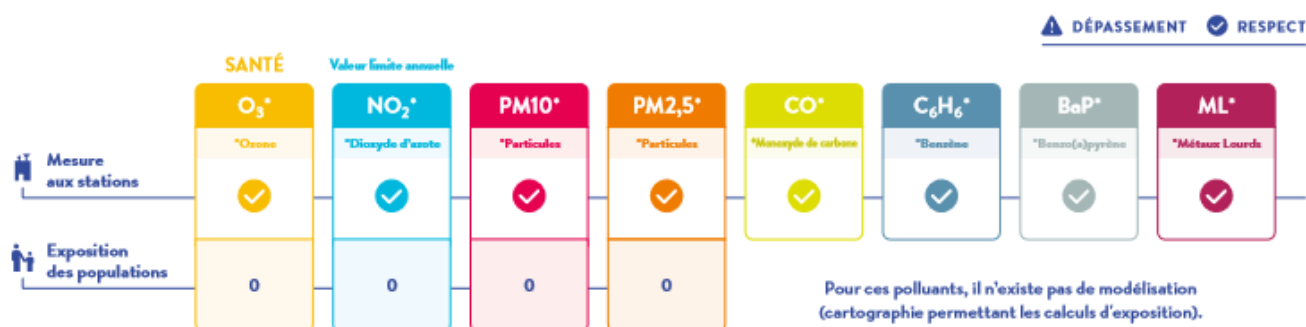 DÉPASSEMENT RESPECT
SANTÉ Valeur limite annuelle
O₃* NO₂* PM10* PM2,5* CO* C₆H₆* BaP* ML*
*Ozone *Dioxyde d'azote *Particules *Particules *Monoxyde de carbone *Benzène *Benzo(a)pyrène *Métaux Lourds
Mesure
aux stations
Exposition
des populations
0 0 0 0
Pour ces polluants, il n'existe pas de modélisation
(cartographie permettant les calculs d'exposition).